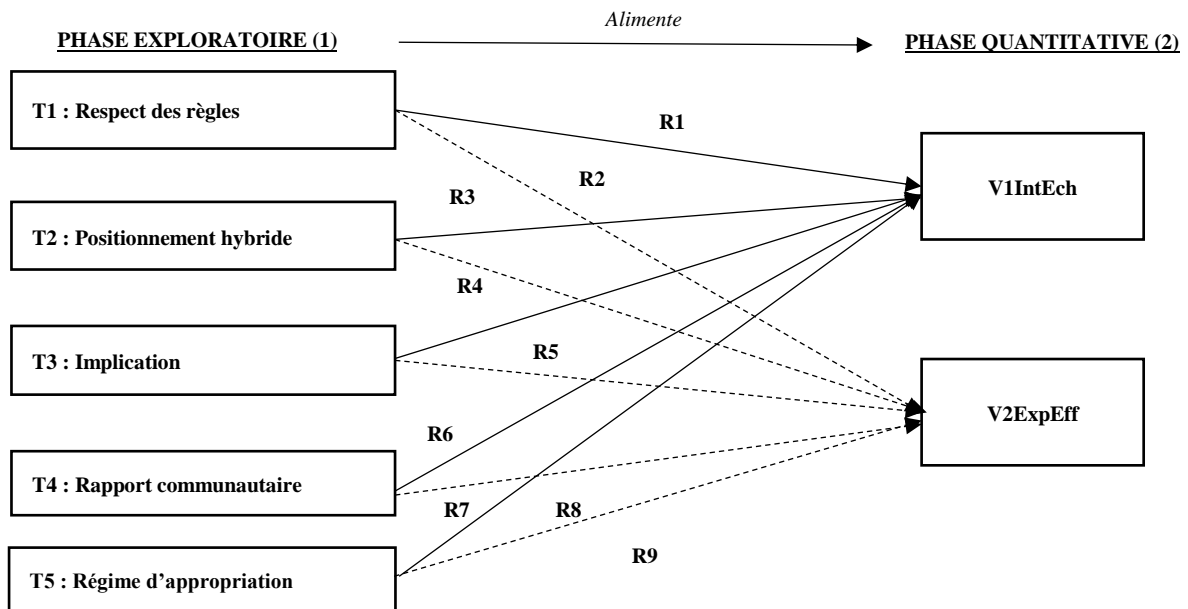 Alimente
PHASE EXPLORATOIRE (1)
PHASE QUANTITATIVE (2)
T1 : Respect des règles
R1
V1IntEch
R2
R3
T2 : Positionnement hybride
R4
T3 : Implication
R5
V2ExpEff
R6
T4 : Rapport communautaire
R7
R8
R9
T5 : Régime d’appropriation